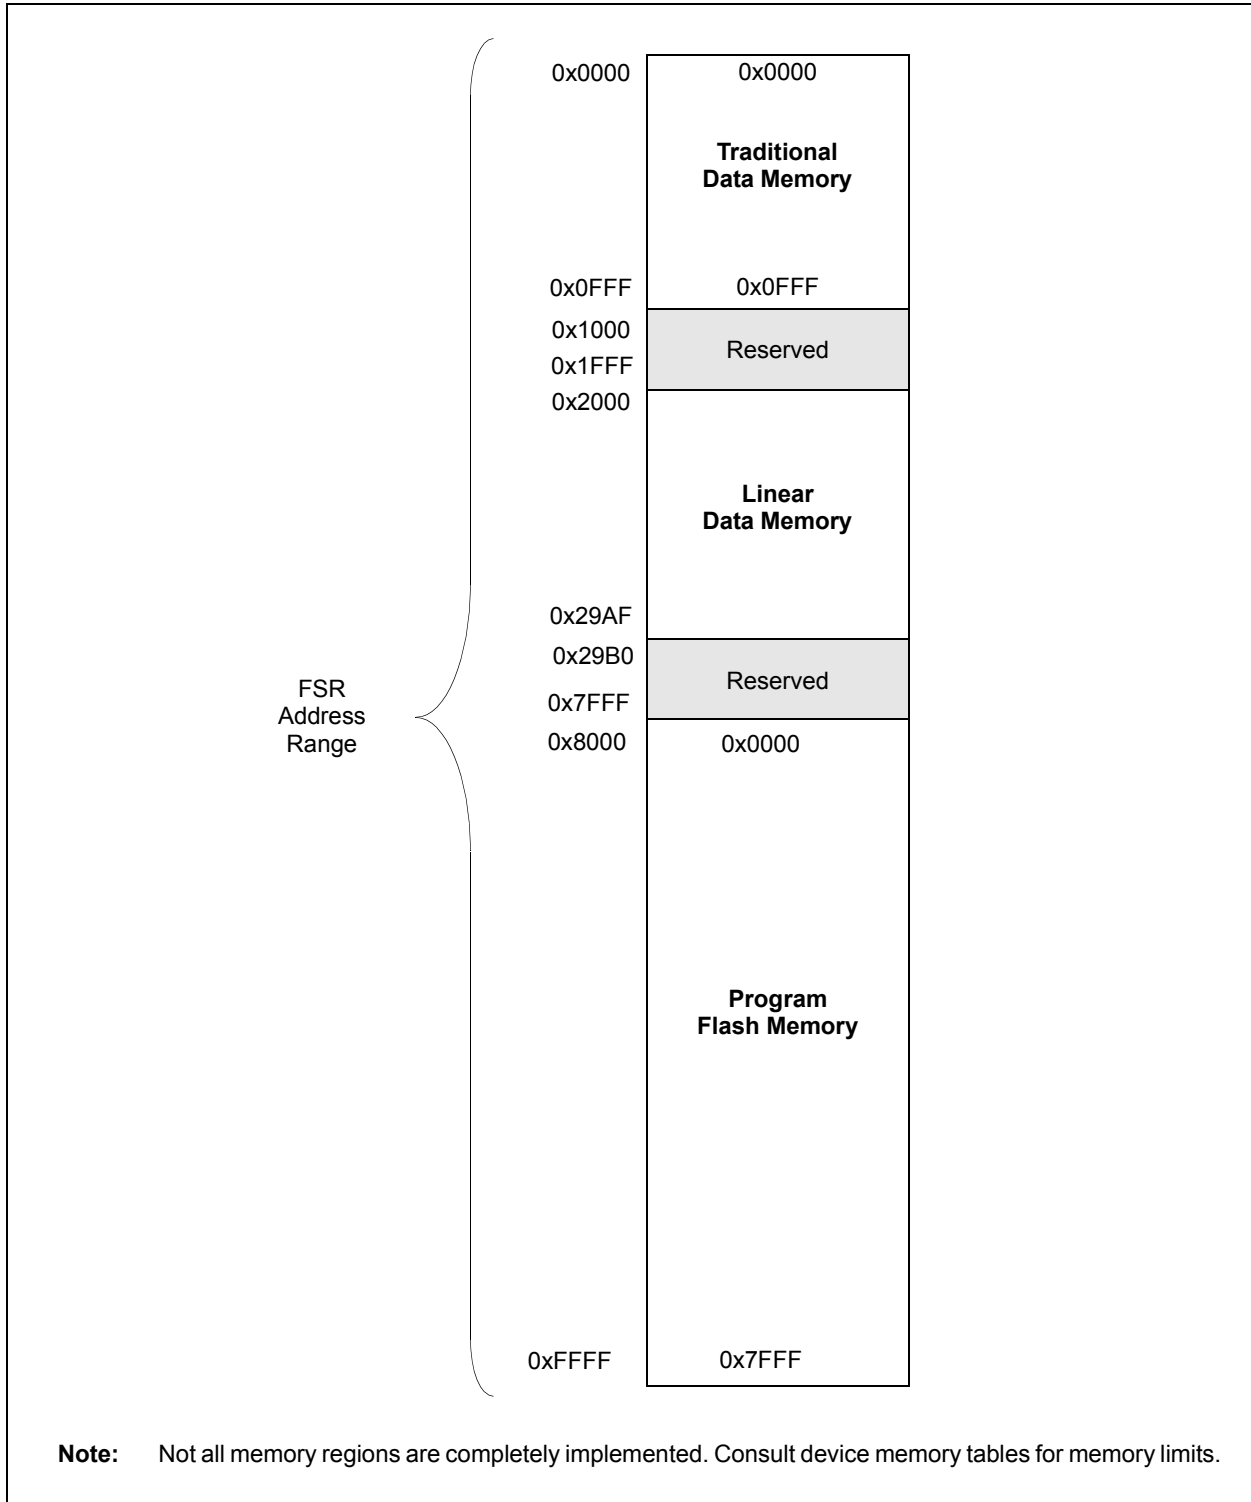 0x0000 0x0000
Traditional
Data Memory
0x0FFF 0x0FFF
0x1000
Reserved
0x1FFF
0x2000
Linear
Data Memory
0x29AF
0x29B0
Reserved
0x7FFF
FSR
Address
Range
0x8000 0x0000
Program
Flash Memory
0xFFFF 0x7FFF
Note: Not all memory regions are completely implemented. Consult device memory tables for memory limits.